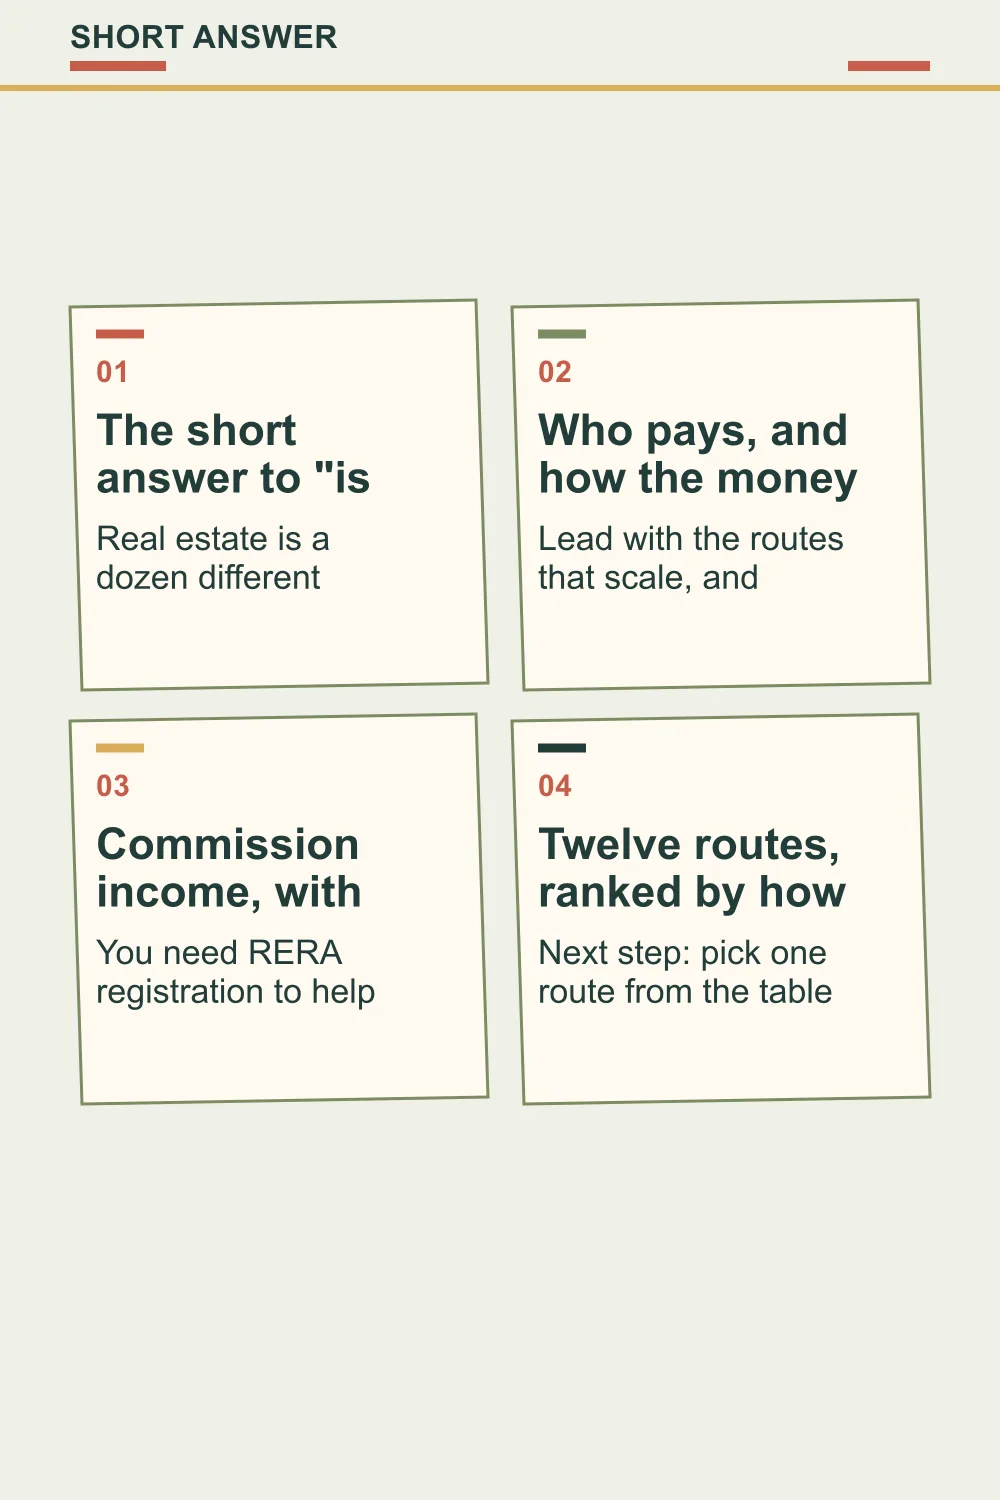 SHORT ANSWER
01
The short
answer to "is
Real estate is a
dozen different
02
Who pays, and
how the money
Lead with the routes
that scale, and
03
Commission
income, with
You need RERA
registration to help
04
Twelve routes,
ranked by how
Next step: pick one
route from the table